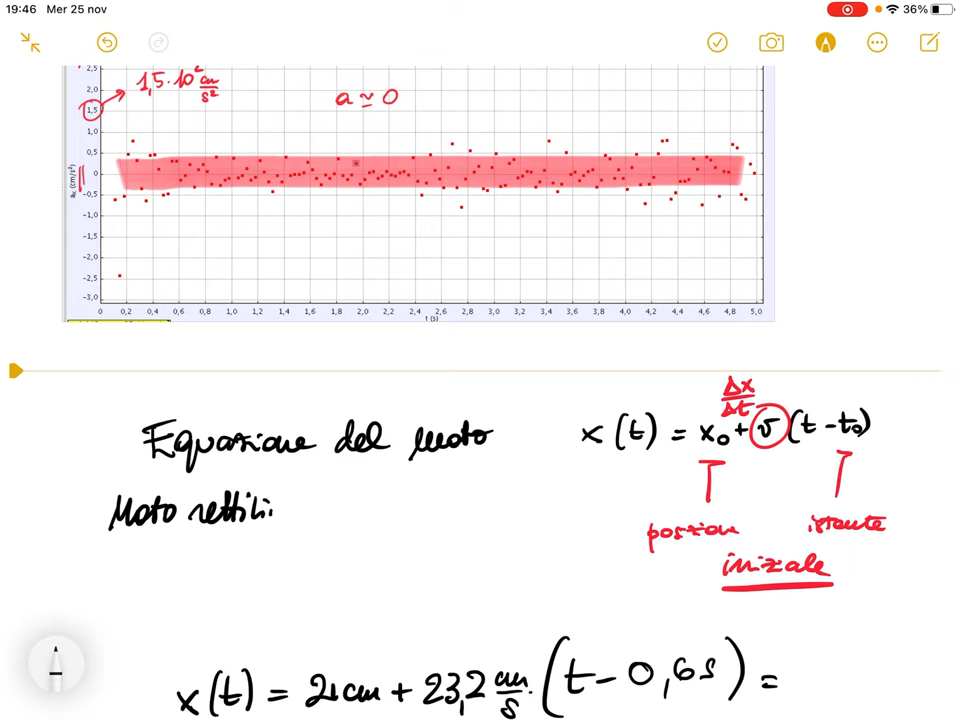 19:46 Mer 25 nov
36%
2,5
1,5·10² cm/s²
2,0
a ≃ 0
1,5
1,0
0,5
0
-0,5
-1,0
-1,5
-2,0
-2,5
-3,0
(cm/s²)
0 0,2 0,4 0,6 0,8 1,0 1,2 1,4 1,6 1,8 2,0 2,2 2,4 2,6 2,8 3,0 3,2 3,4 3,6 3,8 4,0 4,2 4,4 4,6 4,8 5,0
t (s)
Δx/Δt
Equazione del moto
x(t) = x₀ + v (t - t₀)
Moto rettili
posizione
istante
iniziale
x(t) = 21 cm + 23,2 cm/s · (t - 0,6 s) =